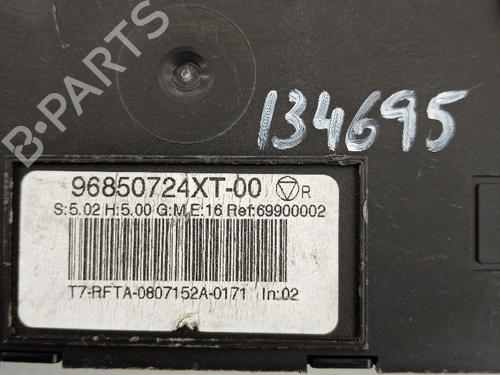 B-PARTS
134695
96850724XT-00 R
S:5.02 H:5.00 G:M E:16 Ref:69900002
T7-RFTA-0807152A-0171 In:02